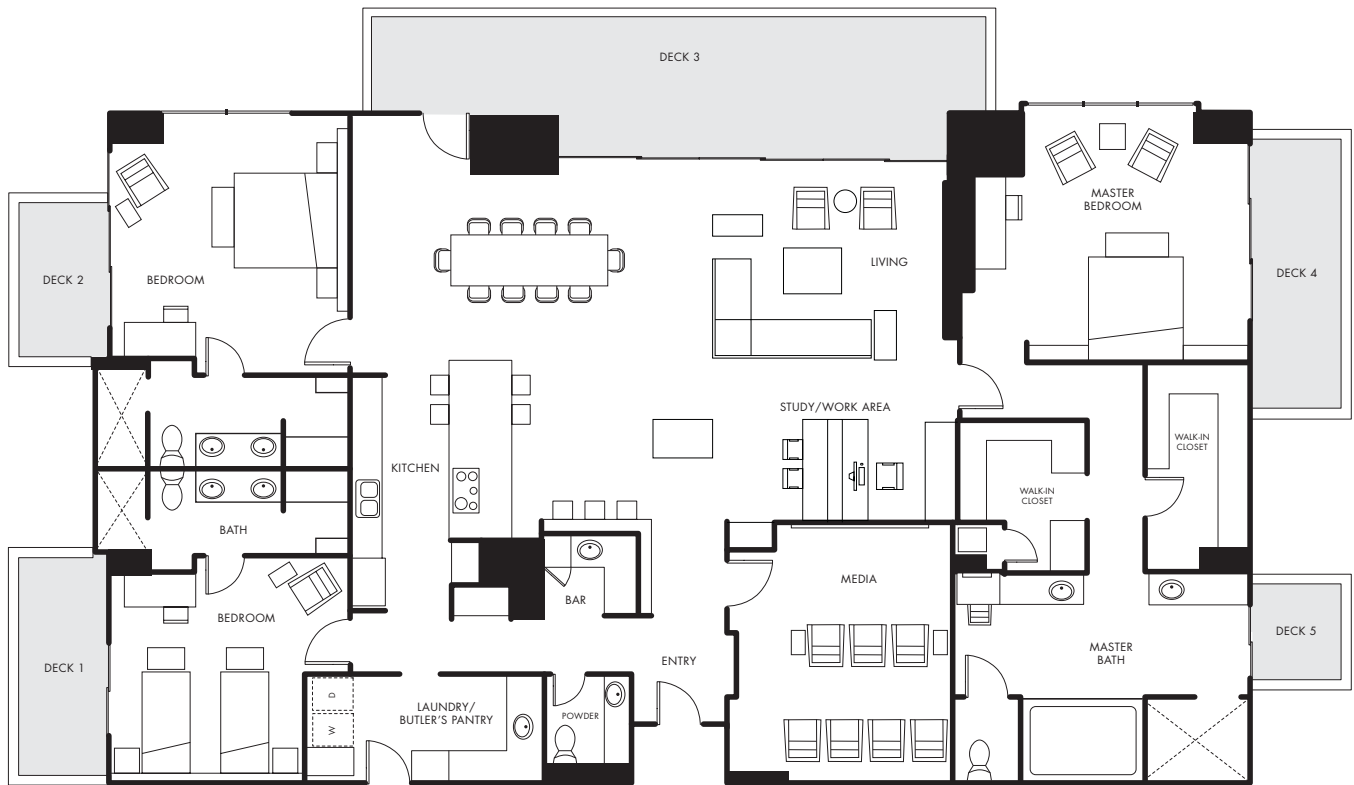 DECK 3
MASTER
BEDROOM
LIVING
DECK 2
BEDROOM
DECK 4
STUDY/WORK AREA
KITCHEN
WALK-IN
CLOSET
WALK-IN
CLOSET
BATH
MEDIA
BAR
BEDROOM
DECK 5
MASTER
BATH
ENTRY
DECK 1
D
W
LAUNDRY/
BUTLER'S PANTRY
POWDER